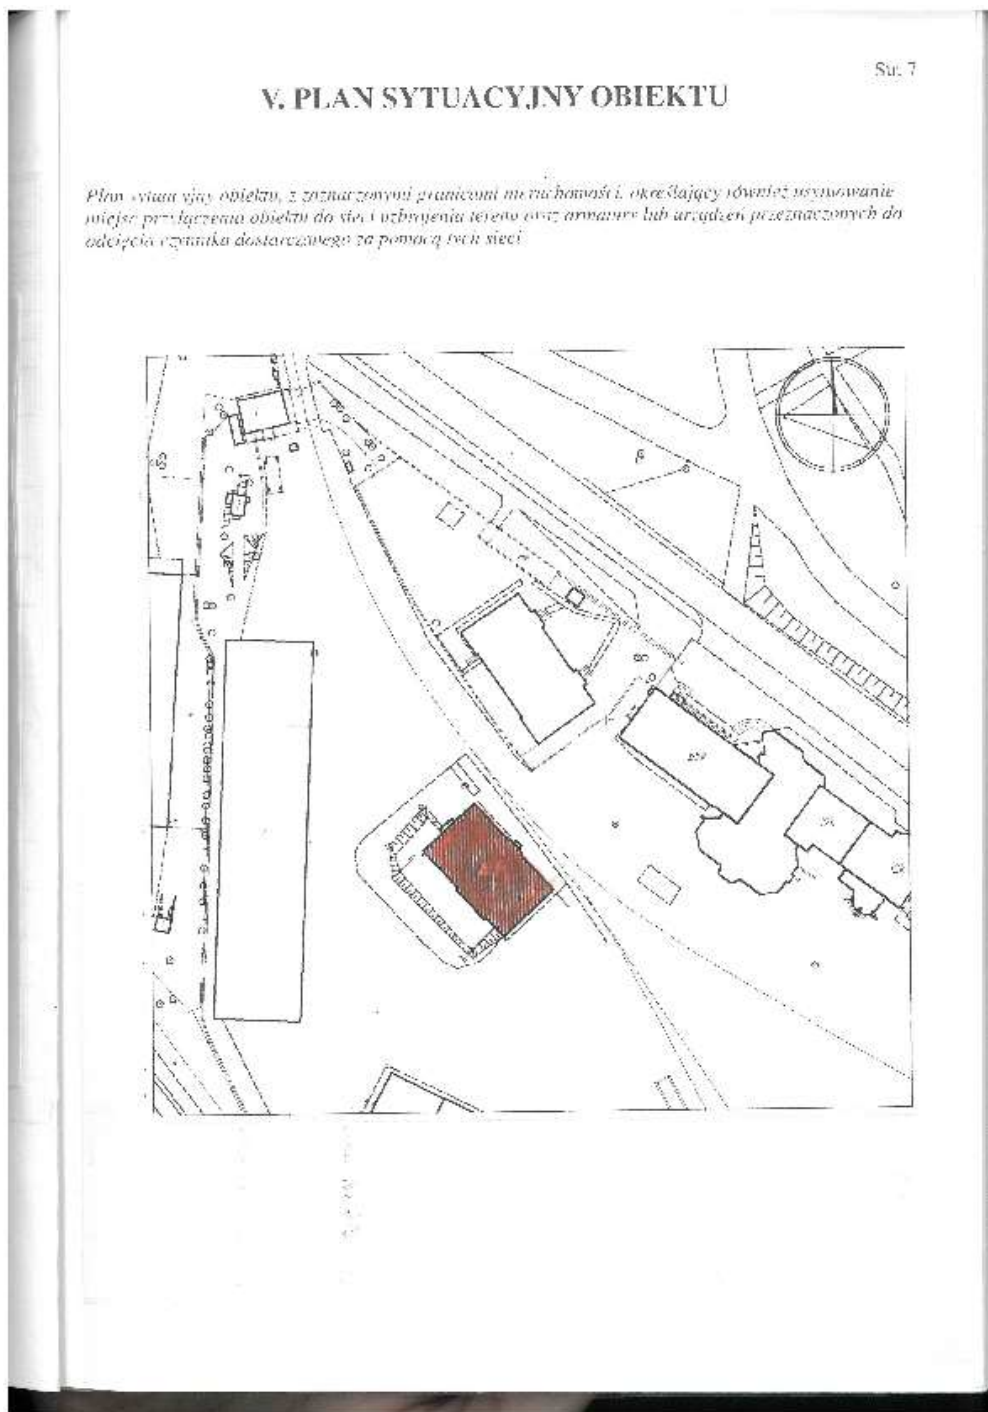 Str. 7
V. PLAN SYTUACYJNY OBIEKTU
Plan sytuacyjny obiektu, z zaznaczonymi granicami nieruchomości, określający również usytuowanie
miejsc przyłączenia obiektu do sieci uzbrojenia terenu oraz armatury lub urządzeń przeznaczonych do
odcięcia czynnika dostarczanego za pomocą tych sieci